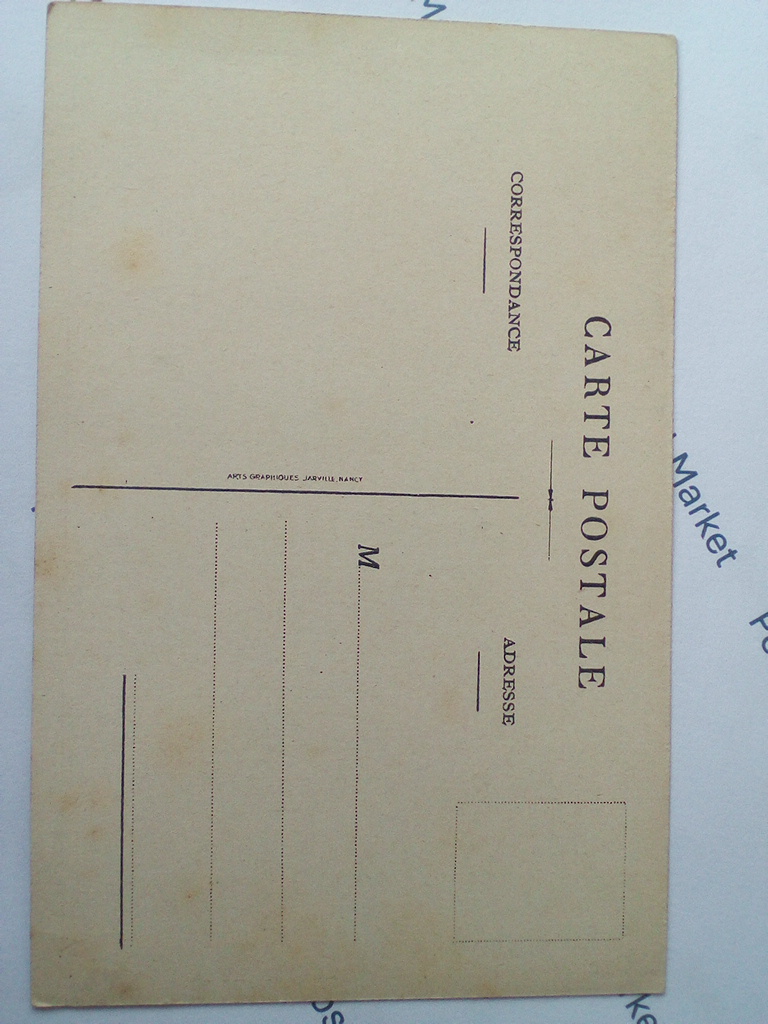 CARTE POSTALE
CORRESPONDANCE
ADRESSE
M
ARTS GRAPHIQUES JARVILLE, NANCY
Market